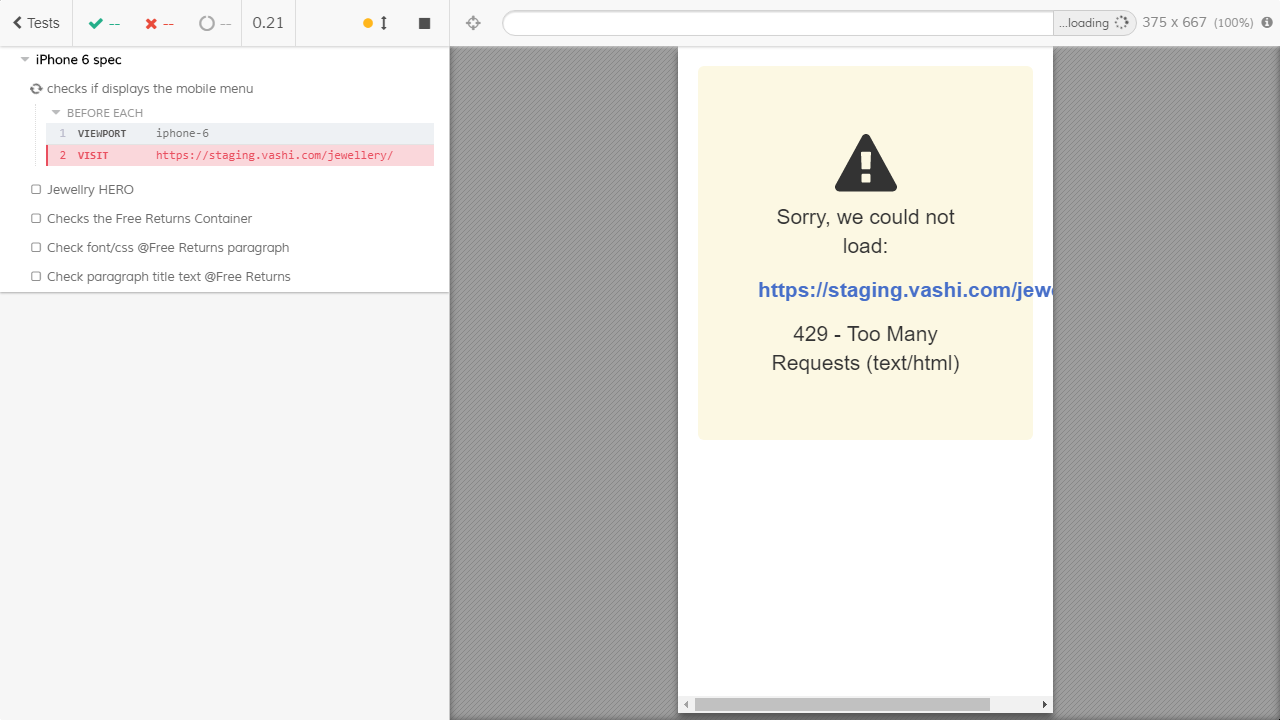 Tests -- -- -- 0.21 ...loading 375 x 667 (100%)
iPhone 6 spec
checks if displays the mobile menu
BEFORE EACH
1 VIEWPORT iphone-6
2 VISIT https://staging.vashi.com/jewellery/
Jewellry HERO
Checks the Free Returns Container
Check font/css @Free Returns paragraph
Check paragraph title text @Free Returns
Sorry, we could not
load:
https://staging.vashi.com/jewe
429 - Too Many
Requests (text/html)